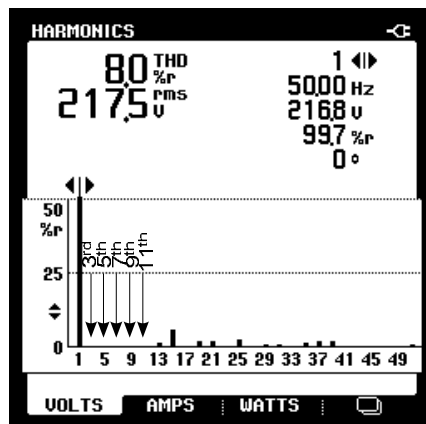 HARMONICS
8.0 THD %r
217.5 rms V
1
50.00 Hz
216.8 V
99.7 %r
0 °
50
%r
25
0
3rd 5th 7th 9th 11th
1 5 9 13 17 21 25 29 33 37 41 45 49
VOLTS AMPS WATTS